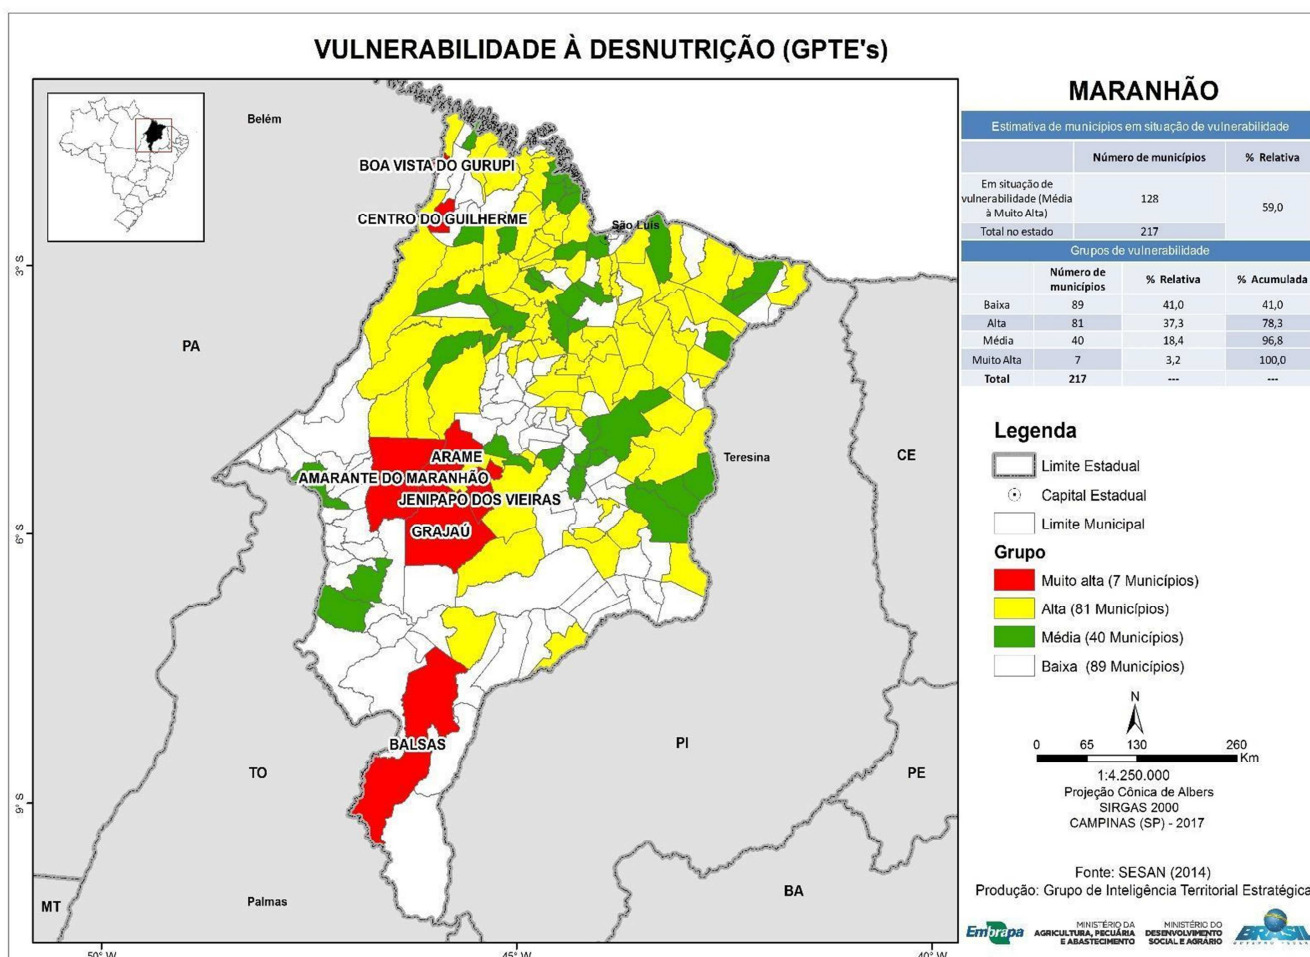 VULNERABILIDADE À DESNUTRIÇÃO (GPTE's)
Belém
BOA VISTA DO GURUPI
CENTRO DO GUILHERME
São Luis
3° S
PA
Teresina
CE
ARAME
AMARANTE DO MARANHÃO
JENIPAPO DOS VIEIRAS
GRAJAÚ
6° S
BALSAS
PI
TO
PE
9° S
BA
MT
Palmas
50° W
45° W
40° W
MARANHÃO
Estimativa de municípios em situação de vulnerabilidade
Número de municípios % Relativa
Em situação de
vulnerabilidade (Média
à Muito Alta)
128
59,0
Total no estado 217
Grupos de vulnerabilidade
Número de
municípios
% Relativa % Acumulada
Baixa 89 41,0 41,0
Alta 81 37,3 78,3
Média 40 18,4 96,8
Muito Alta 7 3,2 100,0
Total 217 --- ---
Legenda
Limite Estadual
Capital Estadual
Limite Municipal
Grupo
Muito alta (7 Municípios)
Alta (81 Municípios)
Média (40 Municípios)
Baixa (89 Municípios)
N
0 65 130 260
Km
1:4.250.000
Projeção Cônica de Albers
SIRGAS 2000
CAMPINAS (SP) - 2017
Fonte: SESAN (2014)
Produção: Grupo de Inteligência Territorial Estratégica
Embrapa
MINISTÉRIO DA
AGRICULTURA, PECUÁRIA
E ABASTECIMENTO
MINISTÉRIO DO
DESENVOLVIMENTO
SOCIAL E AGRÁRIO
BRASIL